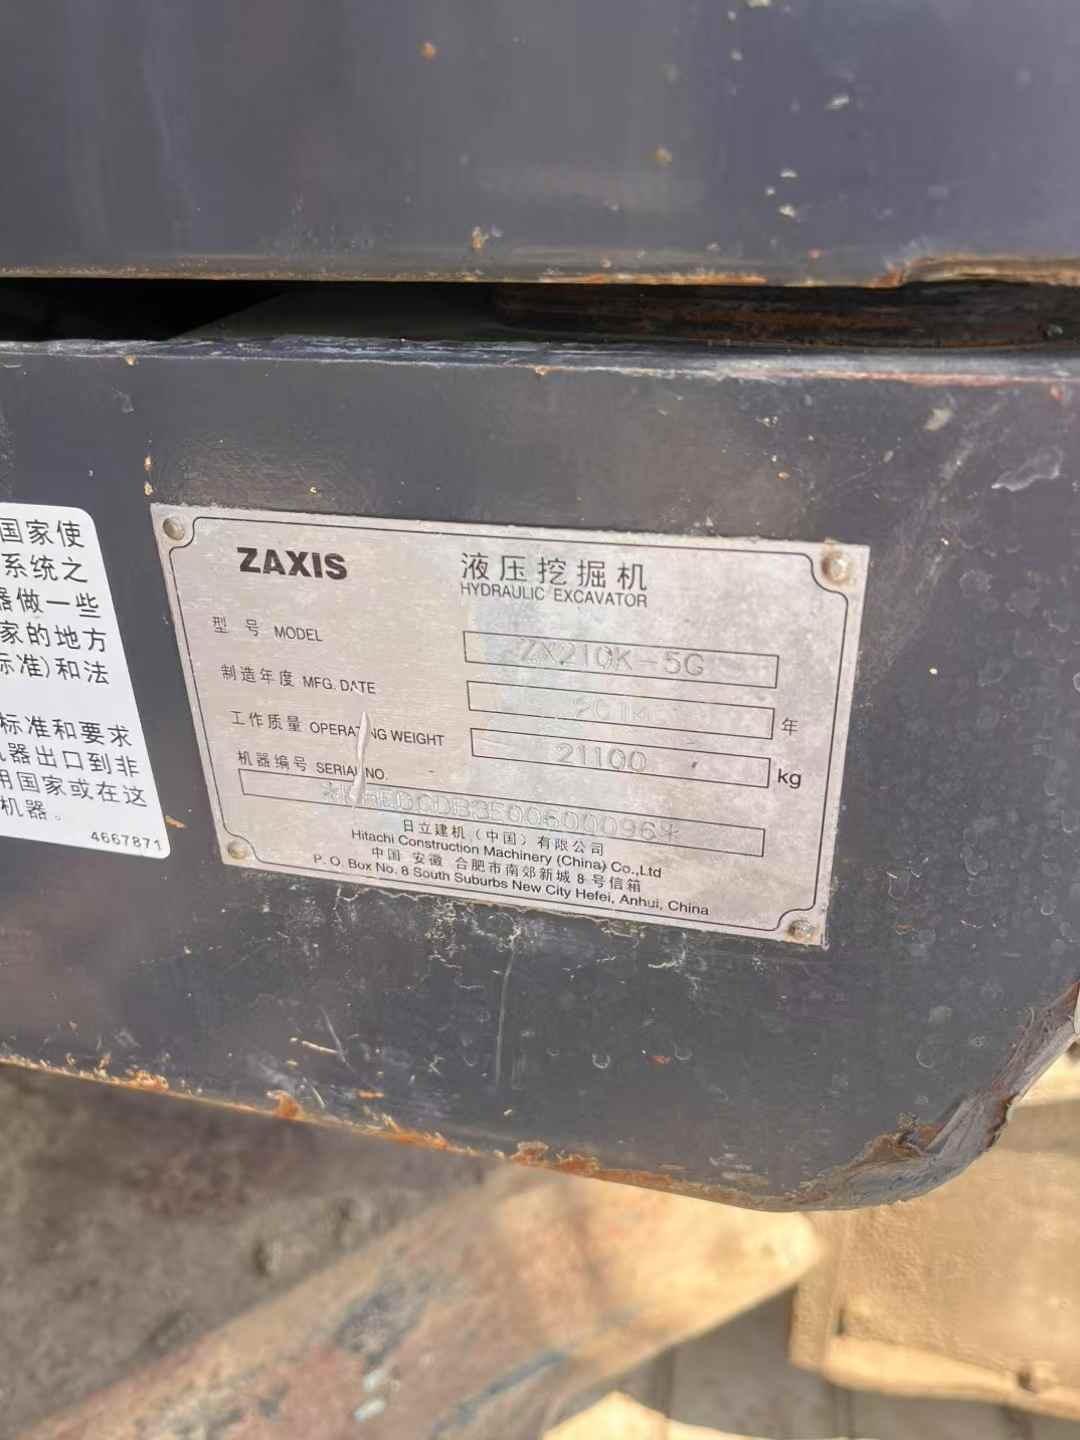 国家使
系统之
器做一些
家的地方
标准)和法
标准和要求
机器出口到非
用国家或在这
机器。
4667871
ZAXIS
液压挖掘机
HYDRAULIC EXCAVATOR
型号 MODEL ZX210K-5G
制造年度 MFG. DATE 2014 年
工作质量 OPERATING WEIGHT 21100 kg
机器编号 SERIAL NO.
日立建机（中国）有限公司
Hitachi Construction Machinery (China) Co.,Ltd
中国 安徽 合肥市南郊新城 8 号信箱
P. O. Box No. 8 South Suburbs New City Hefei, Anhui, China